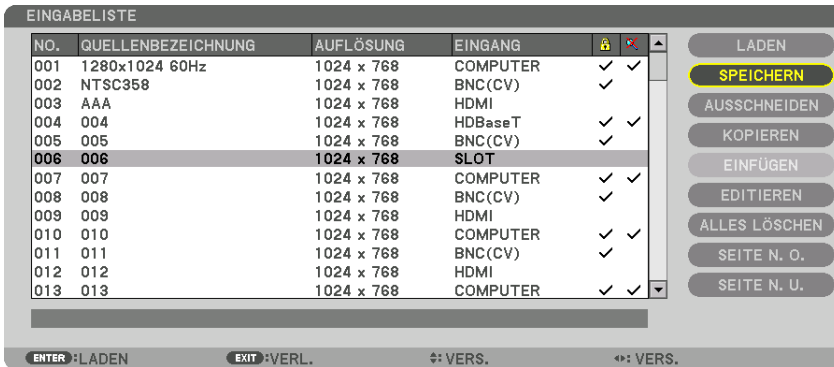 EINGABELISTE
NO. QUELLENBEZEICHNUNG AUFLÖSUNG EINGANG
001 1280x1024 60Hz 1024 x 768 COMPUTER ✓ ✓
002 NTSC358 1024 x 768 BNC(CV) ✓
003 AAA 1024 x 768 HDMI
004 004 1024 x 768 HDBaseT ✓ ✓
005 005 1024 x 768 BNC(CV) ✓
006 006 1024 x 768 SLOT
007 007 1024 x 768 COMPUTER ✓ ✓
008 008 1024 x 768 BNC(CV) ✓
009 009 1024 x 768 HDMI
010 010 1024 x 768 COMPUTER ✓ ✓
011 011 1024 x 768 BNC(CV) ✓
012 012 1024 x 768 HDMI
013 013 1024 x 768 COMPUTER ✓ ✓
LADEN
SPEICHERN
AUSSCHNEIDEN
KOPIEREN
EINFÜGEN
EDITIEREN
ALLES LÖSCHEN
SEITE N. O.
SEITE N. U.
ENTER :LADEN EXIT :VERL. :VERS. :VERS.